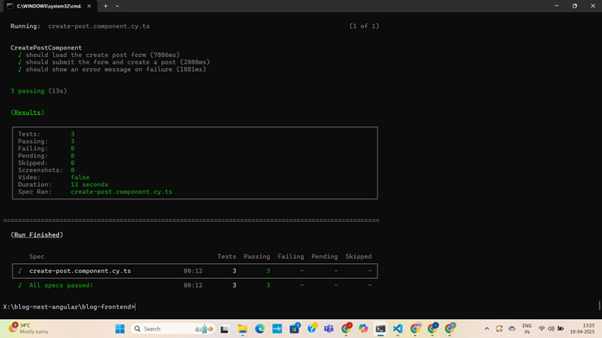 C:\WINDOWS\system32\cmd.
Running: create-post.component.cy.ts (1 of 1)
CreatePostComponent
√ should load the create post form (7886ms)
√ should submit the form and create a post (2808ms)
√ should show an error message on failure (1881ms)
3 passing (13s)
(Results)
Tests: 3
Passing: 3
Failing: 0
Pending: 0
Skipped: 0
Screenshots: 0
Video: false
Duration: 12 seconds
Spec Ran: create-post.component.cy.ts
(Run Finished)
Spec Tests Passing Failing Pending Skipped
√ create-post.component.cy.ts 00:12 3 3 - - -
√ All specs passed! 00:12 3 3 - - -
X:\blog-nest-angular\blog-frontend>
34°C
Mostly sunny
Search
ENG
IN
13:25
19-04-2025